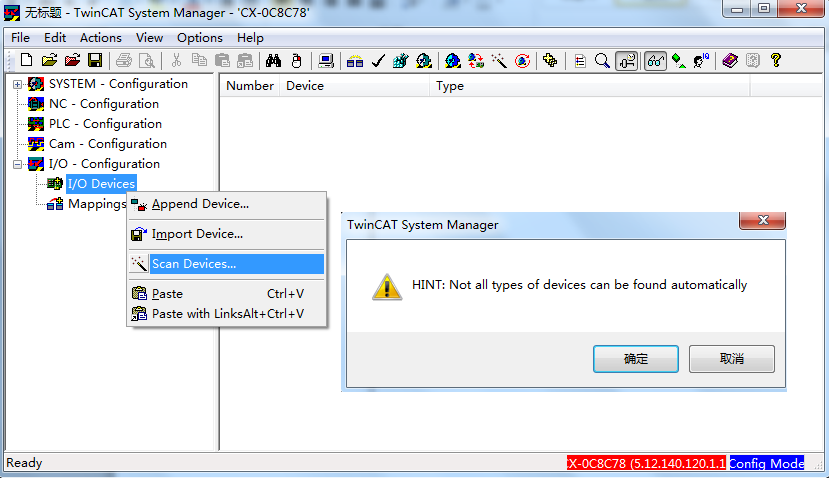 无标题 - TwinCAT System Manager - 'CX-0C8C78'
File Edit Actions View Options Help
SYSTEM - Configuration
NC - Configuration
PLC - Configuration
Cam - Configuration
I/O - Configuration
I/O Devices
Mappings
Number Device Type
Append Device...
Import Device...
Scan Devices...
Paste Ctrl+V
Paste with LinksAlt+Ctrl+V
TwinCAT System Manager
HINT: Not all types of devices can be found automatically
确定 取消
Ready CX-0C8C78 (5.12.140.120.1.1 Config Mode